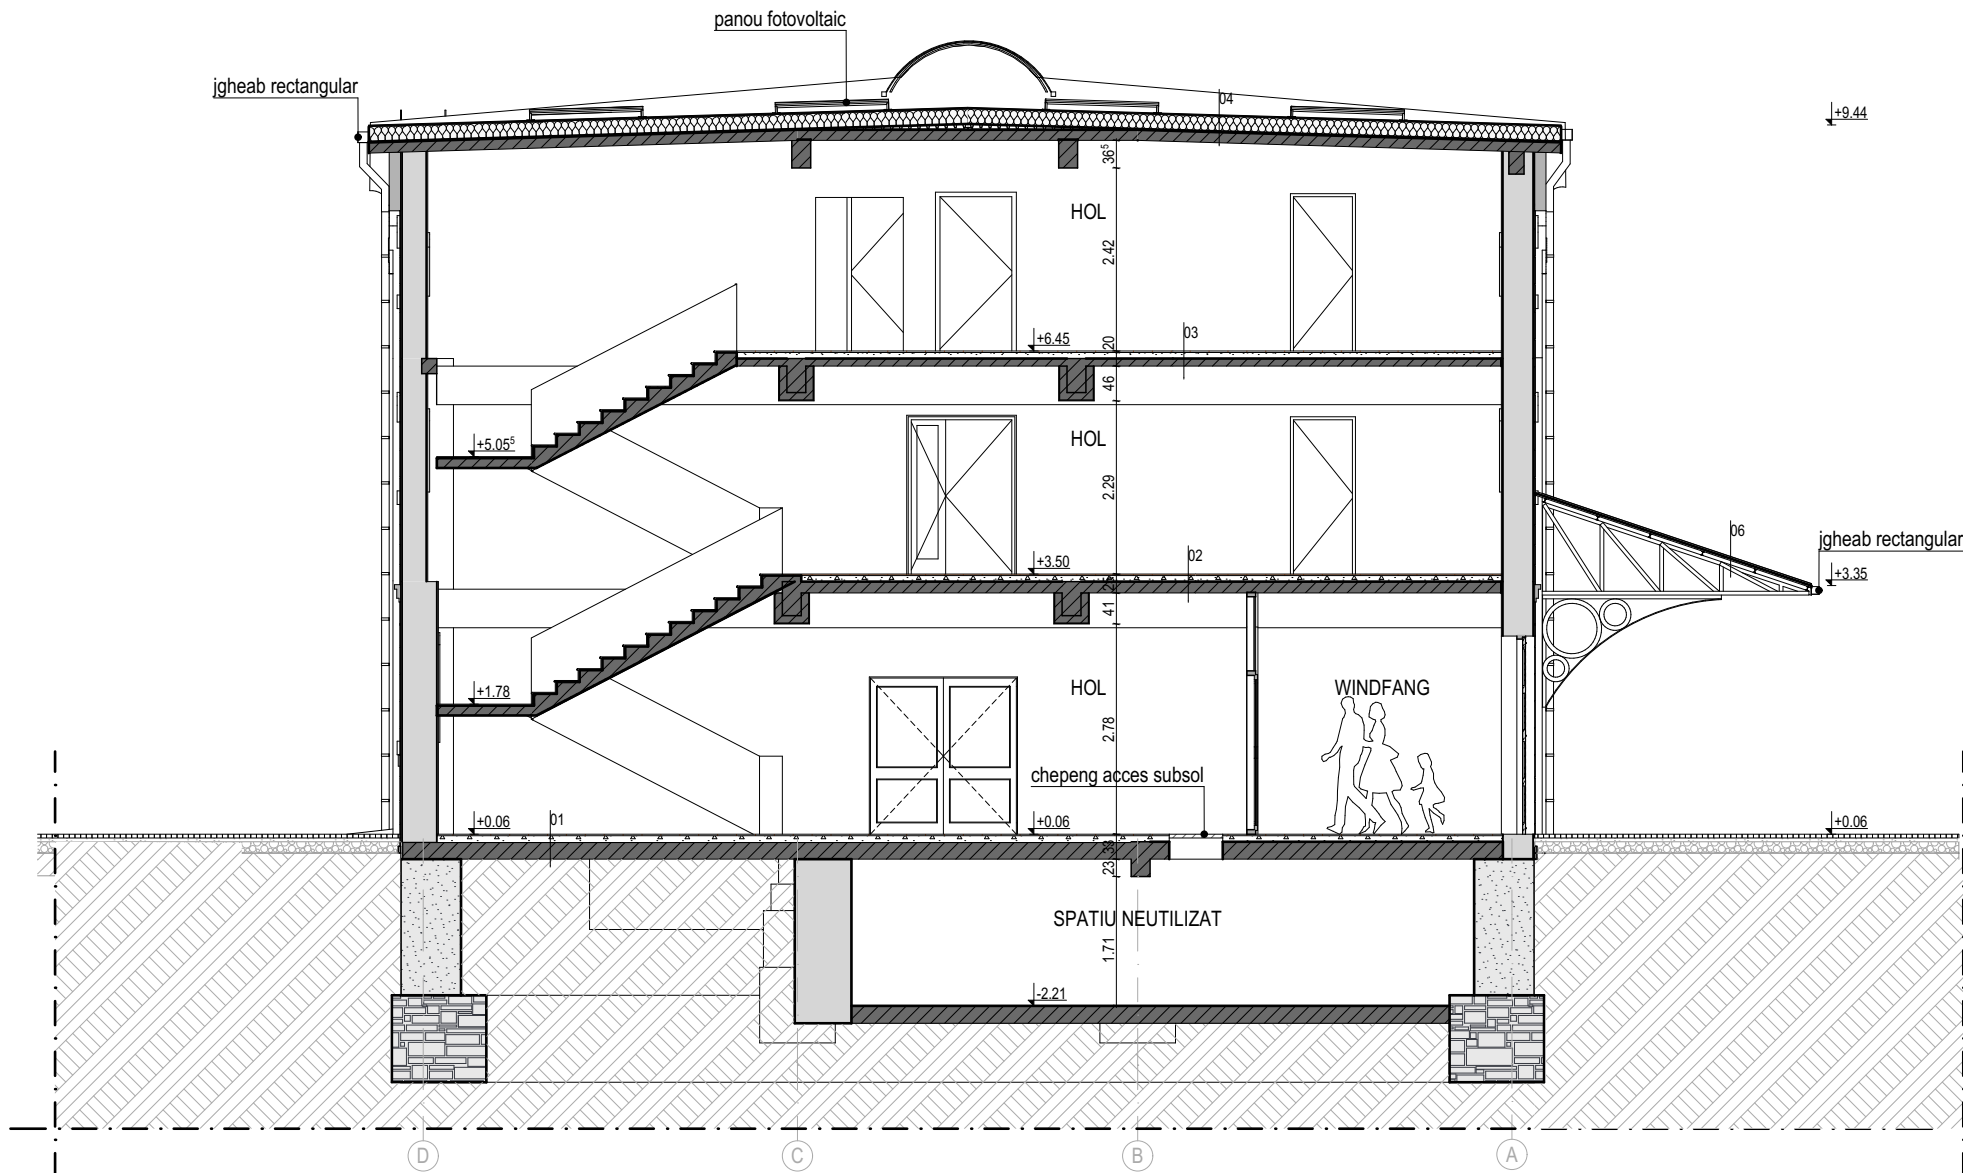 panou fotovoltaic
jgheab rectangular
04
+9.44
36⁵
HOL
2.42
+6.45
20
03
46
+5.05⁵
HOL
2.29
06
jgheab rectangular
+3.50
02
+3.35
41
+1.78
HOL
WINDFANG
2.78
chepeng acces subsol
+0.06
01
+0.06
+0.06
33
23
SPATIU NEUTILIZAT
1.71
-2.21
D
C
B
A